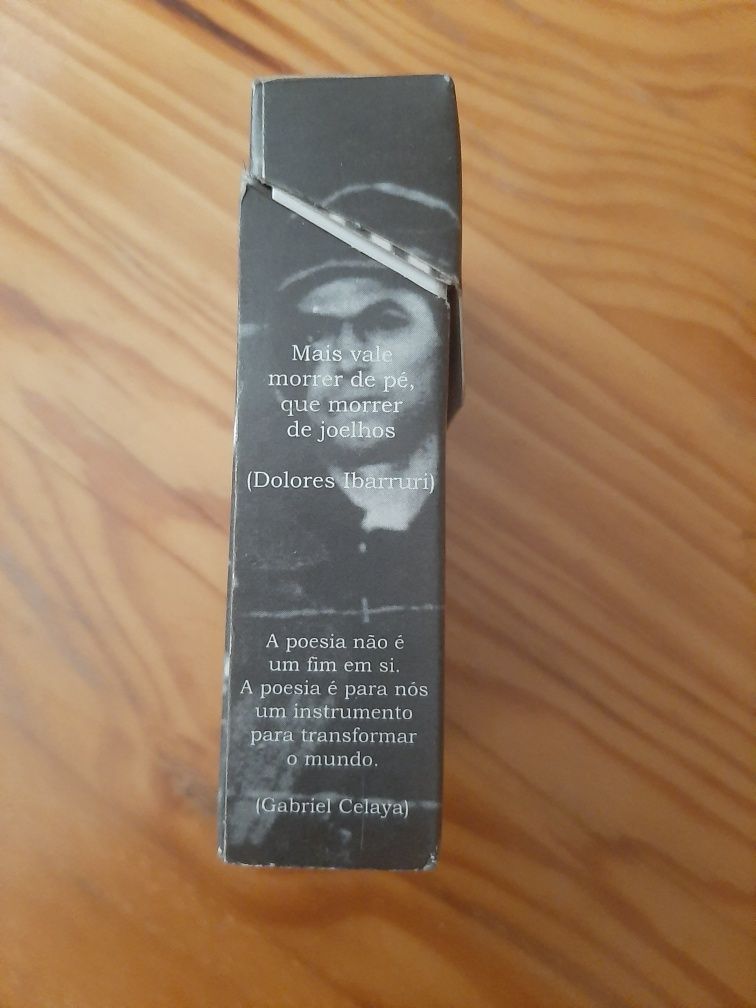 Mais vale
morrer de pé,
que morrer
de joelhos
(Dolores Ibarruri)
A poesia não é
um fim em si.
A poesia é para nós
um instrumento
para transformar
o mundo.
(Gabriel Celaya)